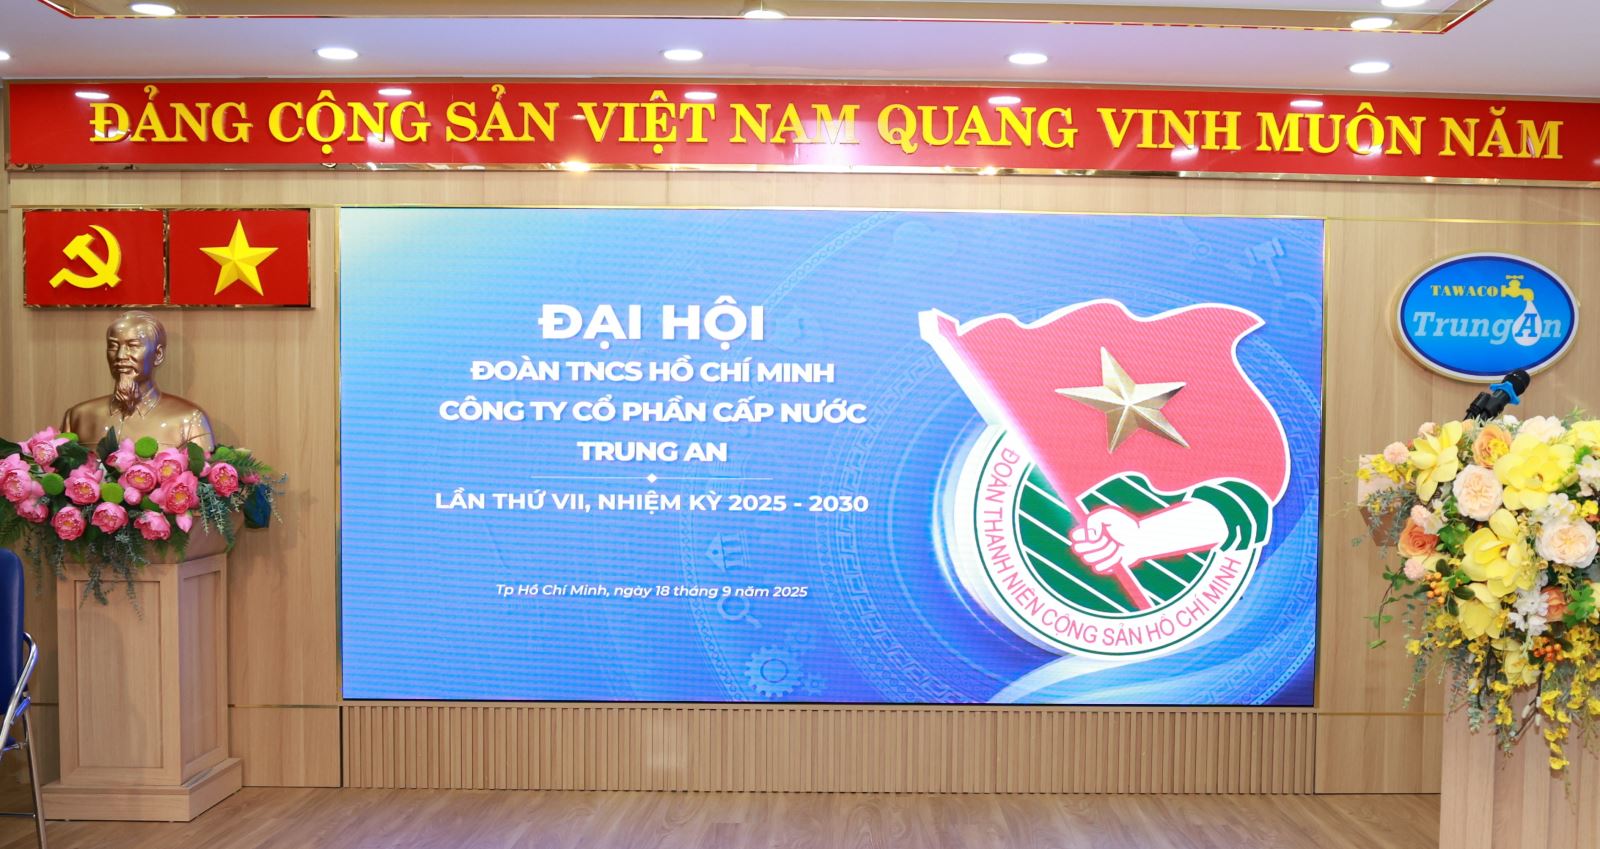 ĐẢNG CỘNG SẢN VIỆT NAM QUANG VINH MUÔN NĂM
ĐẠI HỘI
ĐOÀN TNCS HỒ CHÍ MINH
CÔNG TY CỔ PHẦN CẤP NƯỚC
TRUNG AN
LẦN THỨ VII, NHIỆM KỲ 2025 - 2030
Tp Hồ Chí Minh, ngày 18 tháng 9 năm 2025
ĐOÀN THANH NIÊN CỘNG SẢN HỒ CHÍ MINH
TAWACO
Trung An